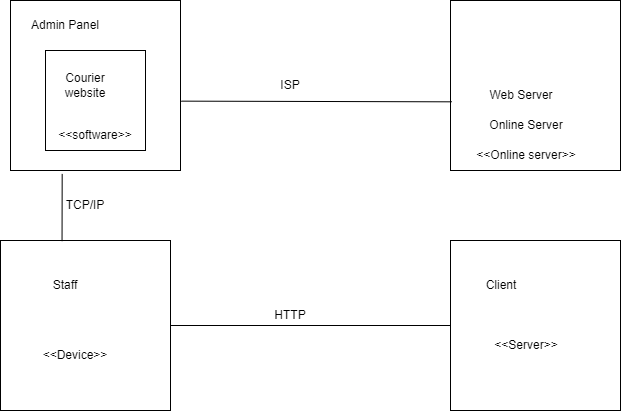 Admin Panel
Courier
website
<<software>>
ISP
Web Server
Online Server
<<Online server>>
TCP/IP
Staff
<<Device>>
HTTP
Client
<<Server>>